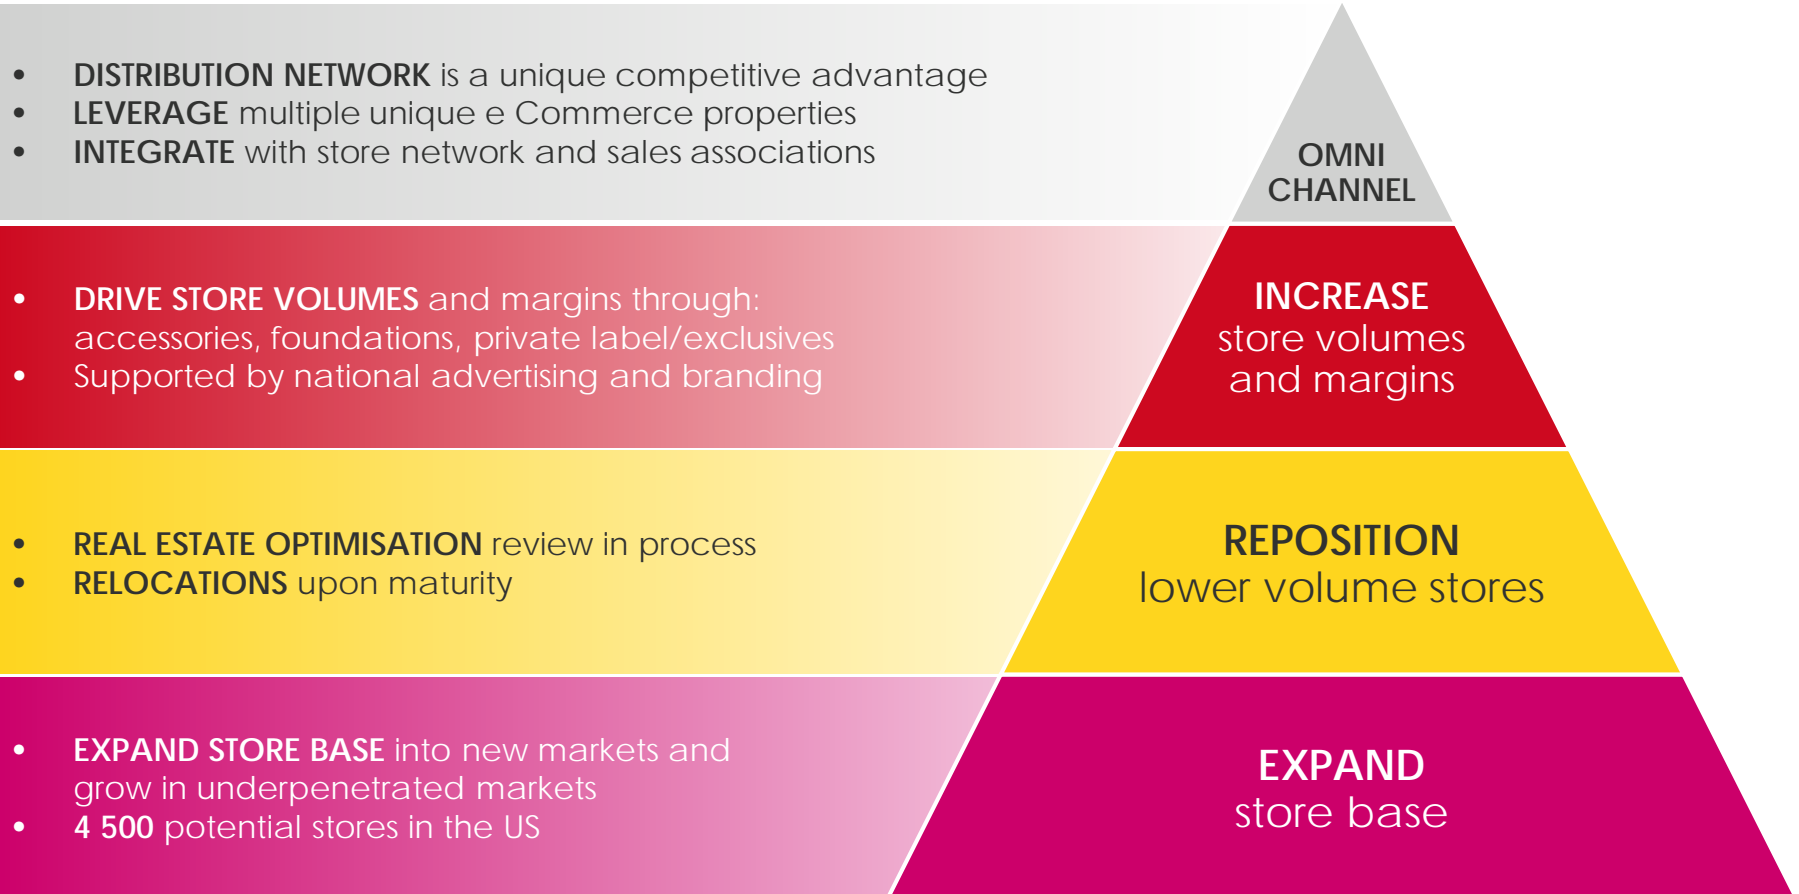 • DISTRIBUTION NETWORK is a unique competitive advantage
• LEVERAGE multiple unique e Commerce properties
• INTEGRATE with store network and sales associations
OMNI
CHANNEL
• DRIVE STORE VOLUMES and margins through:
accessories, foundations, private label/exclusives
• Supported by national advertising and branding
INCREASE
store volumes
and margins
• REAL ESTATE OPTIMISATION review in process
• RELOCATIONS upon maturity
REPOSITION
lower volume stores
• EXPAND STORE BASE into new markets and
grow in underpenetrated markets
• 4 500 potential stores in the US
EXPAND
store base